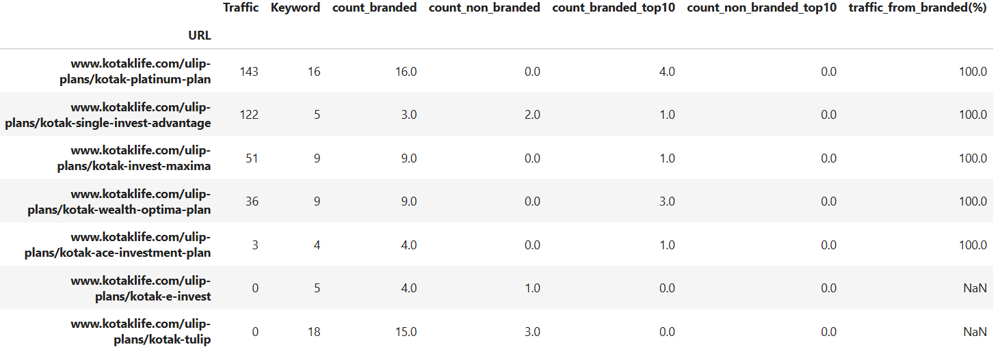 Traffic Keyword count_branded count_non_branded count_branded_top10 count_non_branded_top10 traffic_from_branded(%)
URL
www.kotaklife.com/ulip-
plans/kotak-platinum-plan 143 16 16.0 0.0 4.0 0.0 100.0
www.kotaklife.com/ulip-
plans/kotak-single-invest-advantage 122 5 3.0 2.0 1.0 0.0 100.0
www.kotaklife.com/ulip-
plans/kotak-invest-maxima 51 9 9.0 0.0 1.0 0.0 100.0
www.kotaklife.com/ulip-
plans/kotak-wealth-optima-plan 36 9 9.0 0.0 3.0 0.0 100.0
www.kotaklife.com/ulip-
plans/kotak-ace-investment-plan 3 4 4.0 0.0 1.0 0.0 100.0
www.kotaklife.com/ulip-
plans/kotak-e-invest 0 5 4.0 1.0 0.0 0.0 NaN
www.kotaklife.com/ulip-
plans/kotak-tulip 0 18 15.0 3.0 0.0 0.0 NaN